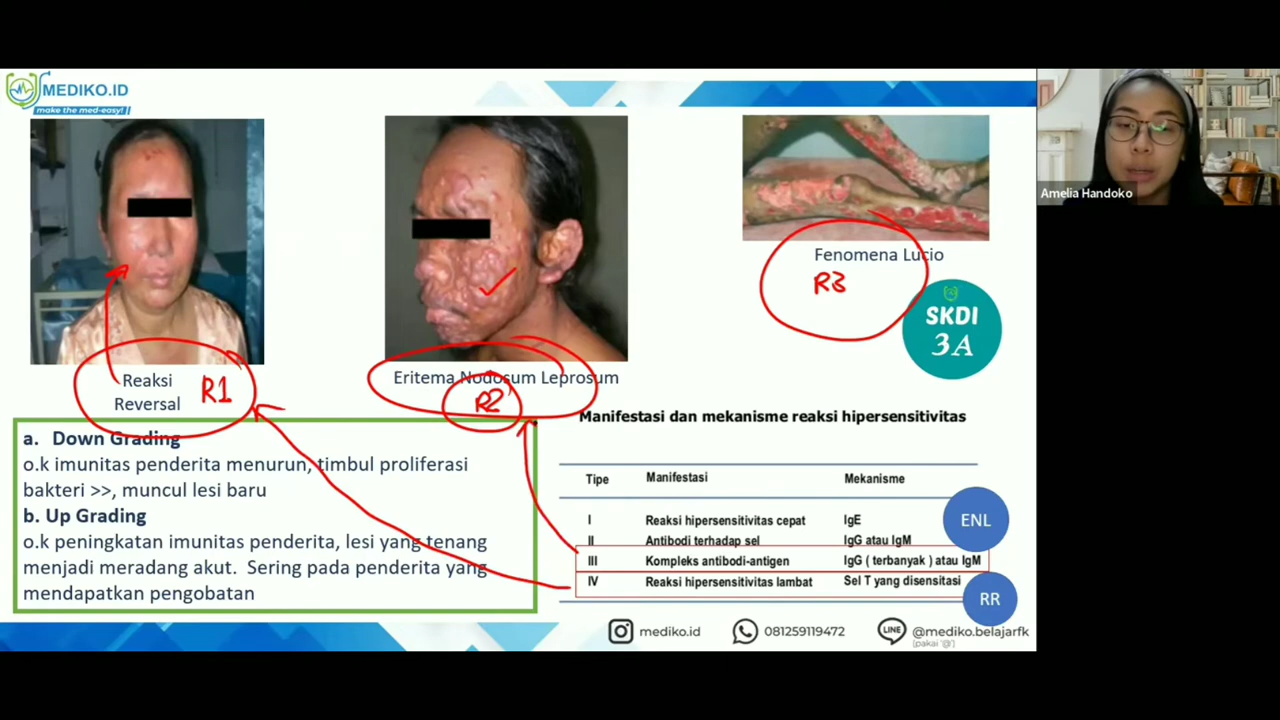 MEDIKO.ID
make the med-easy!
Amelia Handoko
Fenomena Lucio
R3
SKDI
3A
Reaksi
Reversal
R1
Eritema Nodosum Leprosum
R2
a. Down Grading
o.k imunitas penderita menurun, timbul proliferasi
bakteri >>, muncul lesi baru
b. Up Grading
o.k peningkatan imunitas penderita, lesi yang tenang
menjadi meradang akut. Sering pada penderita yang
mendapatkan pengobatan
Manifestasi dan mekanisme reaksi hipersensitivitas
Tipe Manifestasi Mekanisme
I Reaksi hipersensitivitas cepat IgE
II Antibodi terhadap sel IgG atau IgM
III Kompleks antibodi-antigen IgG ( terbanyak ) atau IgM
IV Reaksi hipersensitivitas lambat Sel T yang disensitasi
ENL
RR
mediko.id 081259119472 LINE @mediko.belajarfk
(pakai '@')